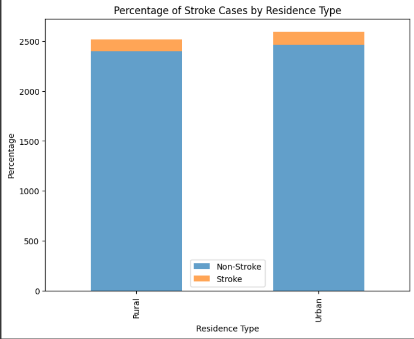 Percentage of Stroke Cases by Residence Type
2500
2000
1500
1000
500
0
Percentage
Non-Stroke
Stroke
Rural
Urban
Residence Type